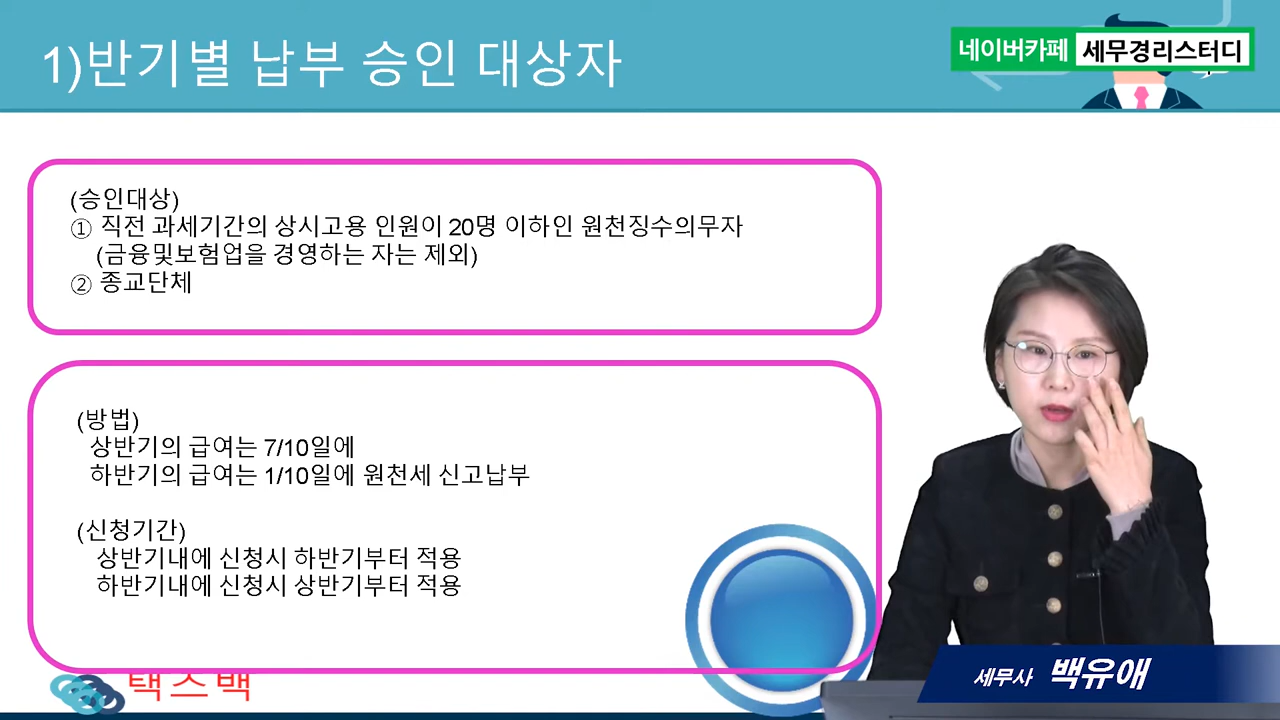 1)반기별 납부 승인 대상자
네이버카페 세무경리스터디
(승인대상)
① 직전 과세기간의 상시고용 인원이 20명 이하인 원천징수의무자
(금융및보험업을 경영하는 자는 제외)
② 종교단체
(방법)
상반기의 급여는 7/10일에
하반기의 급여는 1/10일에 원천세 신고납부
(신청기간)
상반기내에 신청시 하반기부터 적용
하반기내에 신청시 상반기부터 적용
택스백
세무사 백유애